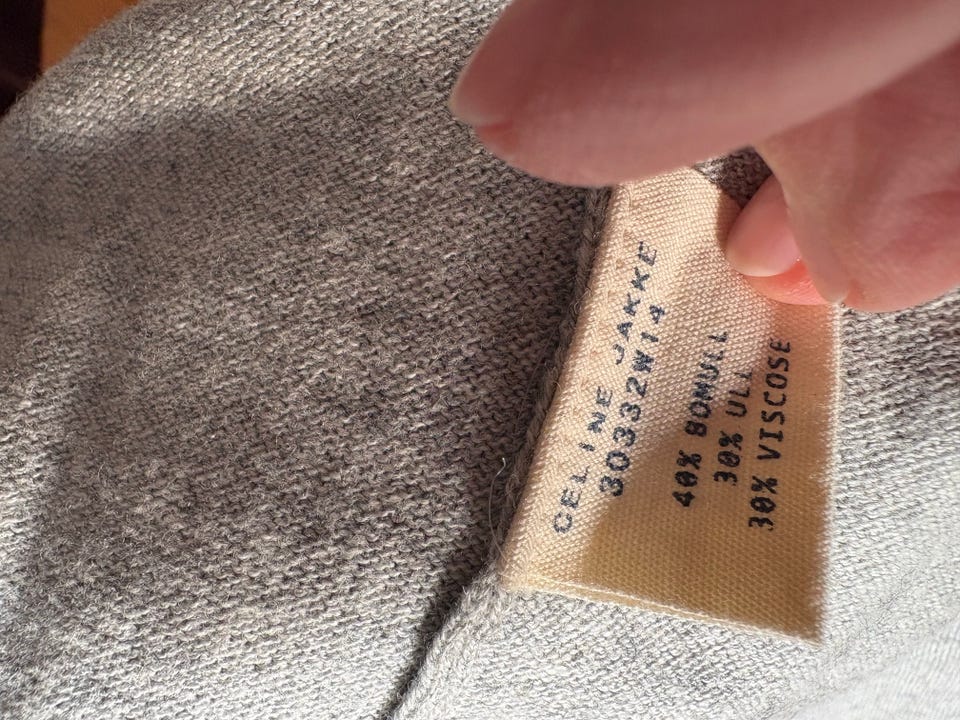 CELINE JAKKE
30332W14
40% BOMULL
30% ULL
30% VISCOSE